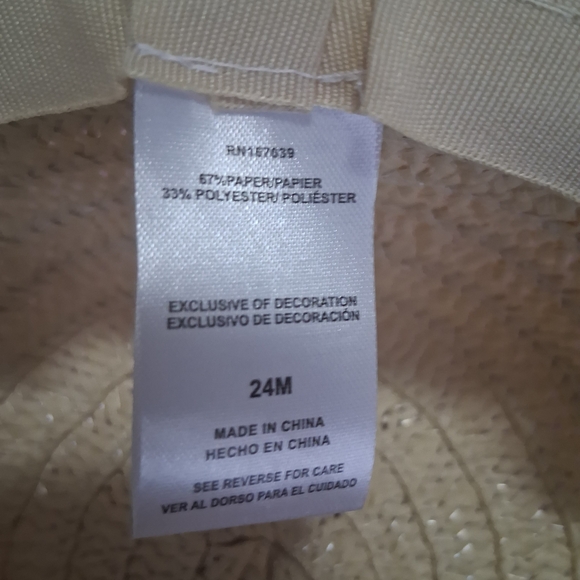 RN157039
67%PAPER/PAPIER
33% POLYESTER/ POLIÉSTER
EXCLUSIVE OF DECORATION
EXCLUSIVO DE DECORACIÓN
24M
MADE IN CHINA
HECHO EN CHINA
SEE REVERSE FOR CARE
VER AL DORSO PARA EL CUIDADO